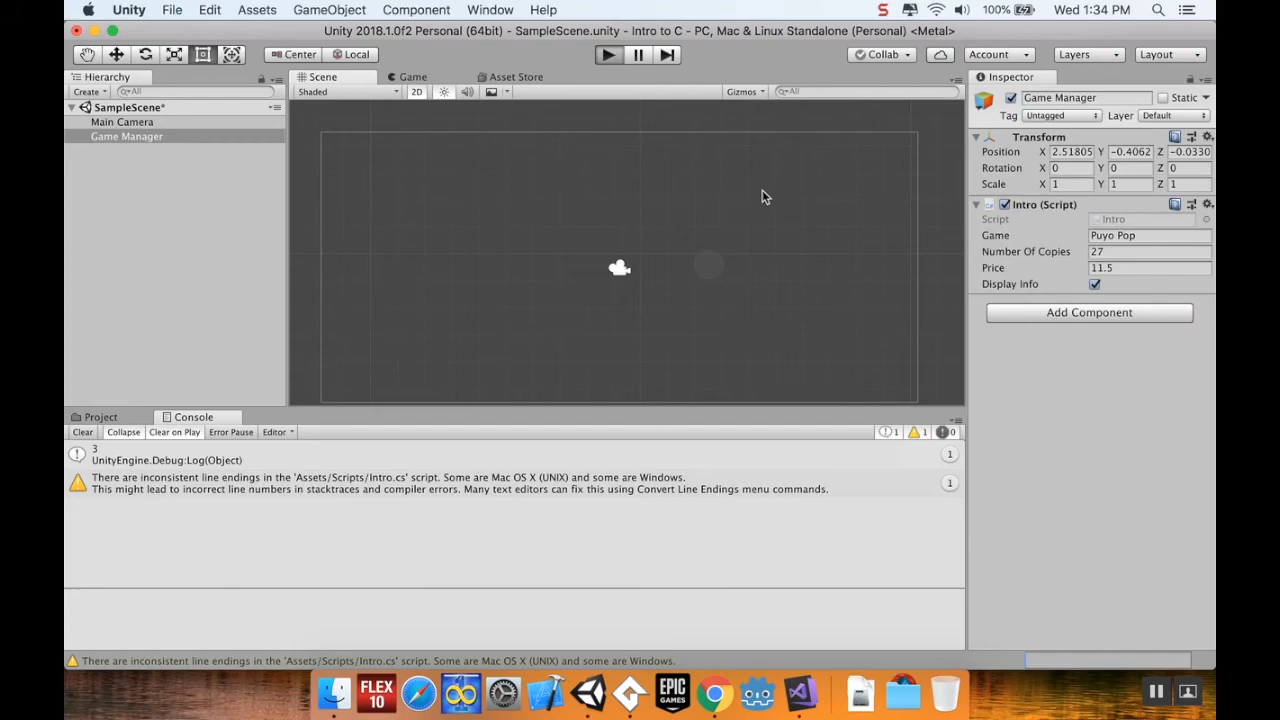 Unity File Edit Assets GameObject Component Window Help S 100% Wed 1:34 PM
Unity 2018.1.0f2 Personal (64bit) - SampleScene.unity - Intro to C - PC, Mac & Linux Standalone (Personal) <Metal>
Center Local Collab Account Layers Layout
Hierarchy Scene Game Asset Store Inspector
Create All Shaded 2D Gizmos All
SampleScene*
Main Camera
Game Manager
Game Manager Static
Tag Untagged Layer Default
Transform
Position X 2.51805 Y -0.4062 Z -0.0330
Rotation X 0 Y 0 Z 0
Scale X 1 Y 1 Z 1
Intro (Script)
Script Intro
Game Puyo Pop
Number Of Copies 27
Price 11.5
Display Info
Add Component
Project Console
Clear Collapse Clear on Play Error Pause Editor 1 1 0
3
UnityEngine.Debug:Log(Object) 1
There are inconsistent line endings in the 'Assets/Scripts/Intro.cs' script. Some are Mac OS X (UNIX) and some are Windows.
This might lead to incorrect line numbers in stacktraces and compiler errors. Many text editors can fix this using Convert Line Endings menu commands. 1
There are inconsistent line endings in the 'Assets/Scripts/Intro.cs' script. Some are Mac OS X (UNIX) and some are Windows.
FLEX
10
EPIC
GAMES